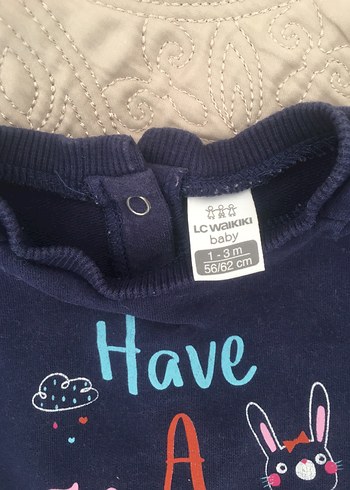 LC WAIKIKI
baby
1 - 3 m
56/62 cm
Have
A